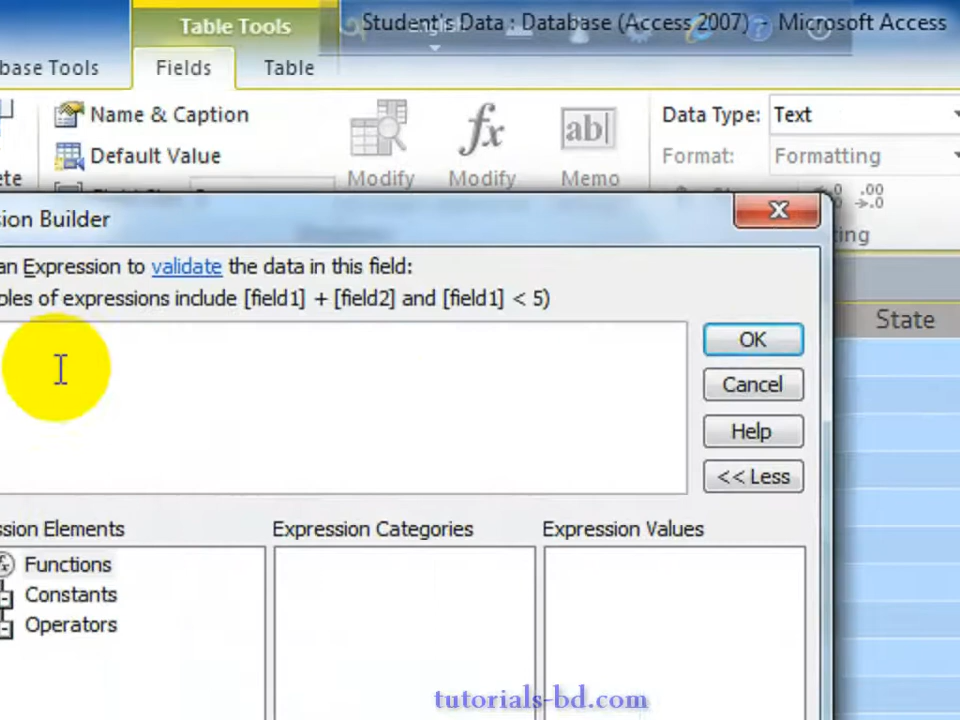 Table Tools
Student's Data : Database (Access 2007) - Microsoft Access
base Tools
Fields
Table
Name & Caption
Default Value
Modify
Modify
Memo
Data Type:
Text
Format:
Formatting
ab|
.00
sion Builder
an Expression to validate the data in this field:
ples of expressions include [field1] + [field2] and [field1] < 5)
OK
Cancel
Help
<< Less
State
ssion Elements
Expression Categories
Expression Values
Functions
Constants
Operators
tutorials-bd.com